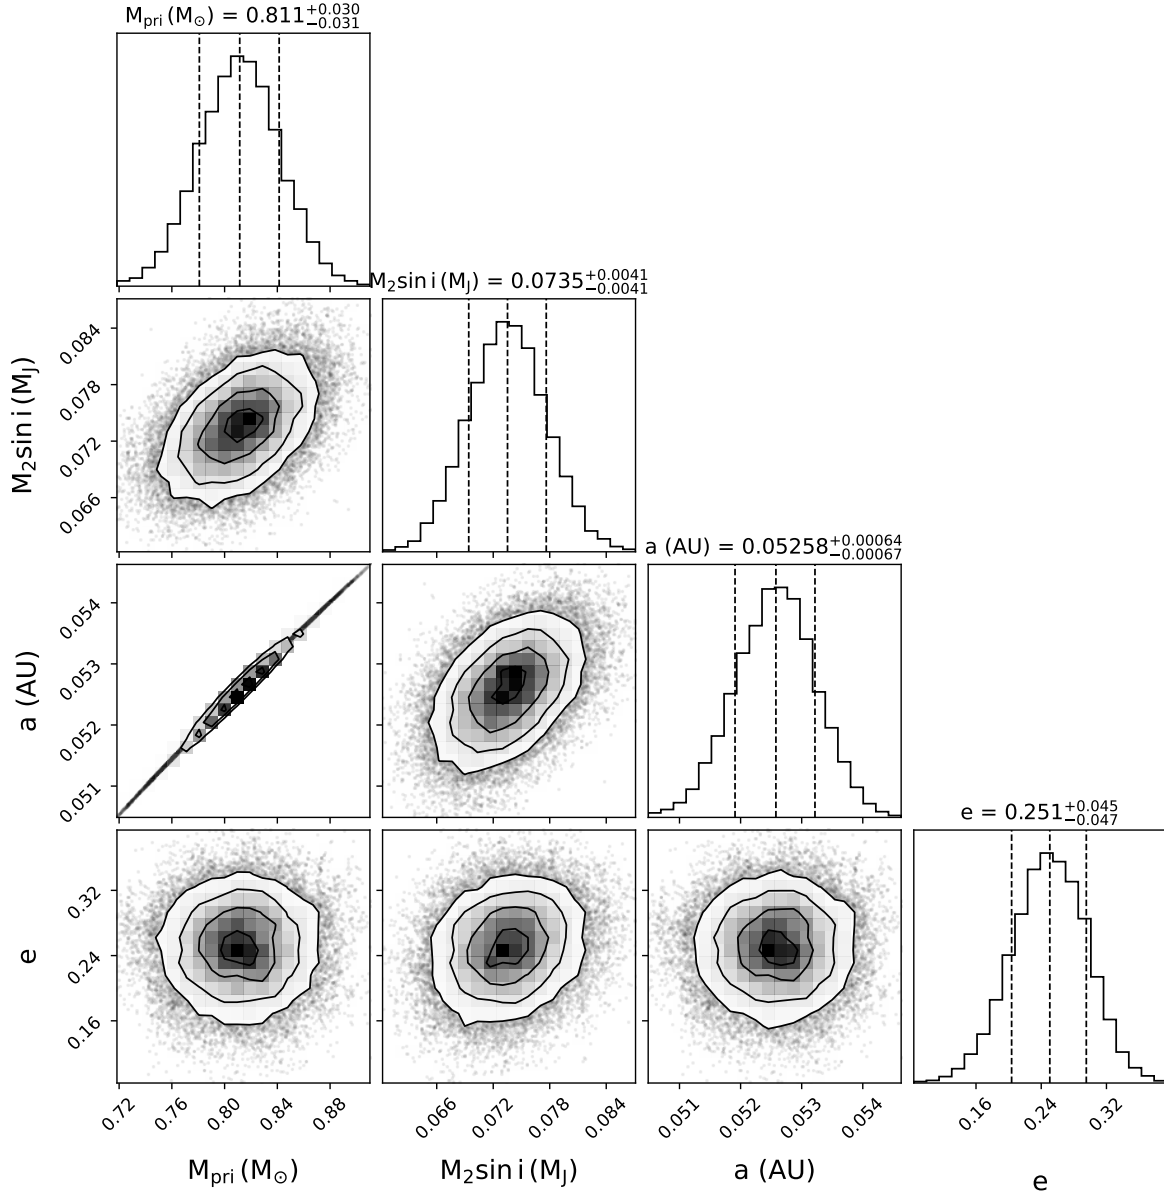 M_pri (M_⊙) = 0.811^{+0.030}_{−0.031}
M_2 sin i (M_J) = 0.0735^{+0.0041}_{−0.0041}
0.084
0.078
0.072
0.066
M_2 sin i (M_J)
a (AU) = 0.05258^{+0.00064}_{−0.00067}
0.054
0.053
0.052
0.051
a (AU)
e = 0.251^{+0.045}_{−0.047}
0.32
0.24
0.16
e
0.72 0.76 0.80 0.84 0.88 0.066 0.072 0.078 0.084 0.051 0.052 0.053 0.054 0.16 0.24 0.32
M_pri (M_⊙) M_2 sin i (M_J) a (AU) e